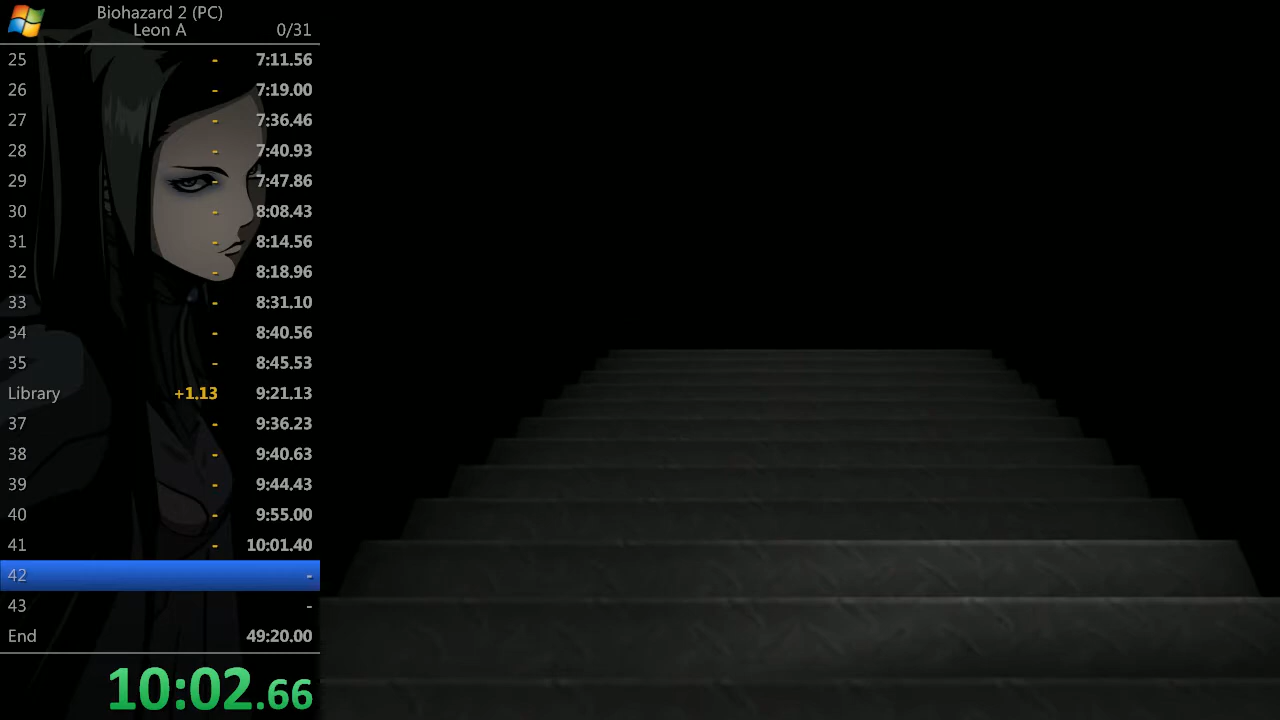 Biohazard 2 (PC)
Leon A 0/31
25 - 7:11.56
26 - 7:19.00
27 - 7:36.46
28 - 7:40.93
29 - 7:47.86
30 - 8:08.43
31 - 8:14.56
32 - 8:18.96
33 - 8:31.10
34 - 8:40.56
35 - 8:45.53
Library +1.13 9:21.13
37 - 9:36.23
38 - 9:40.63
39 - 9:44.43
40 - 9:55.00
41 - 10:01.40
42 -
43 -
End 49:20.00
10:02.66